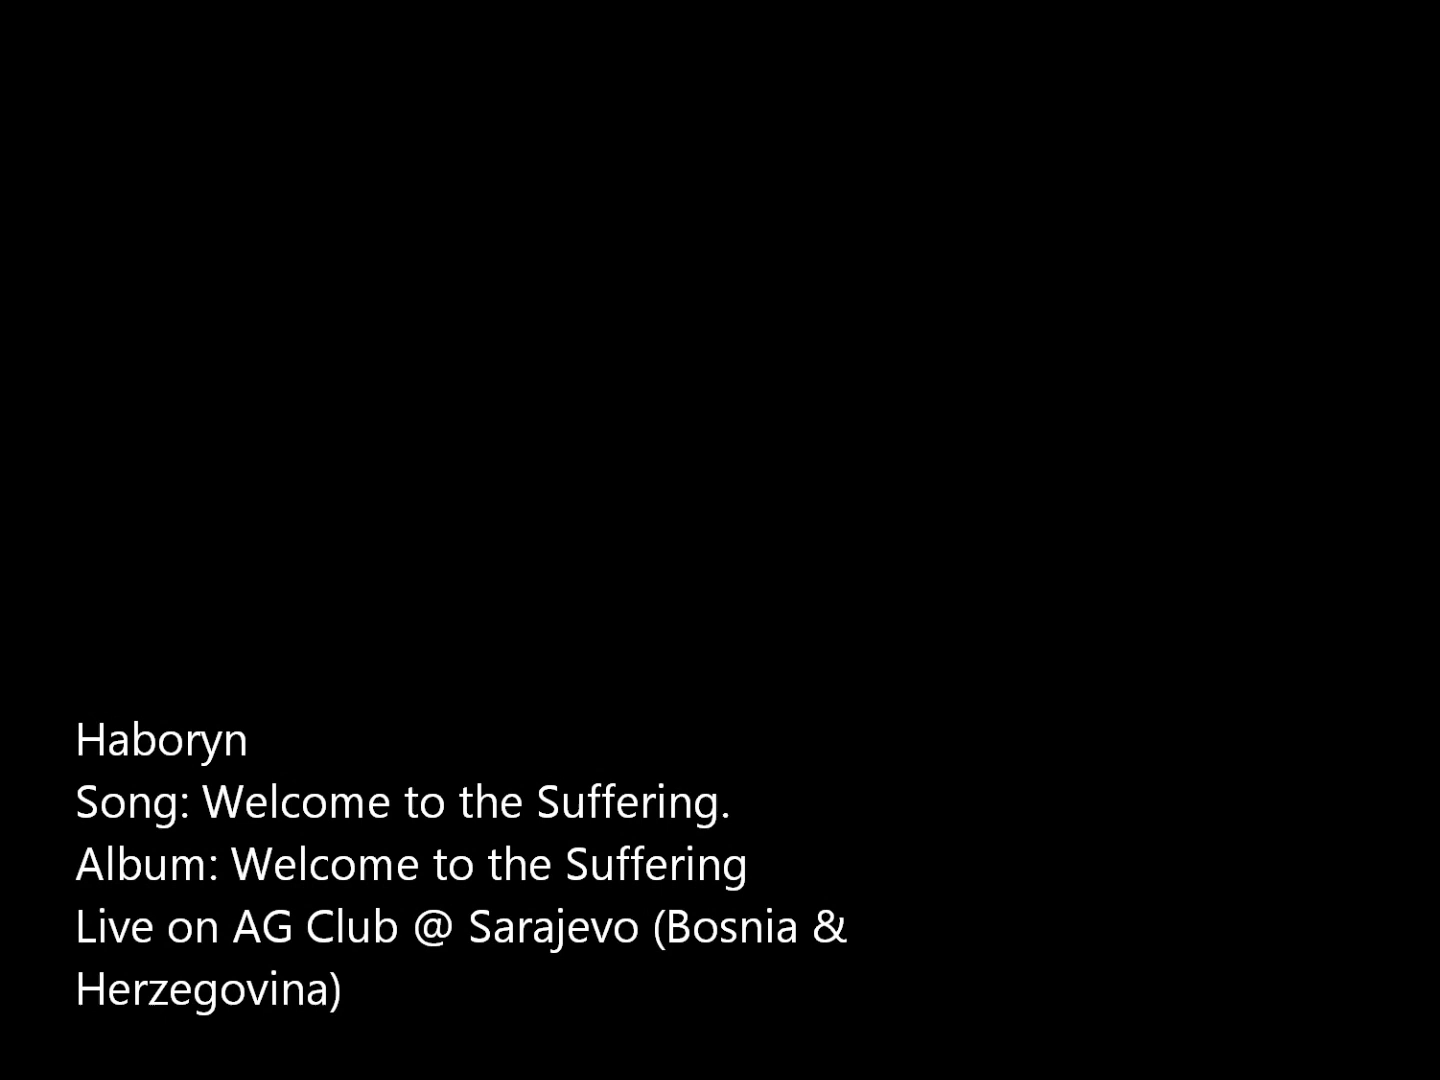 Haboryn
Song: Welcome to the Suffering.
Album: Welcome to the Suffering
Live on AG Club @ Sarajevo (Bosnia &
Herzegovina)